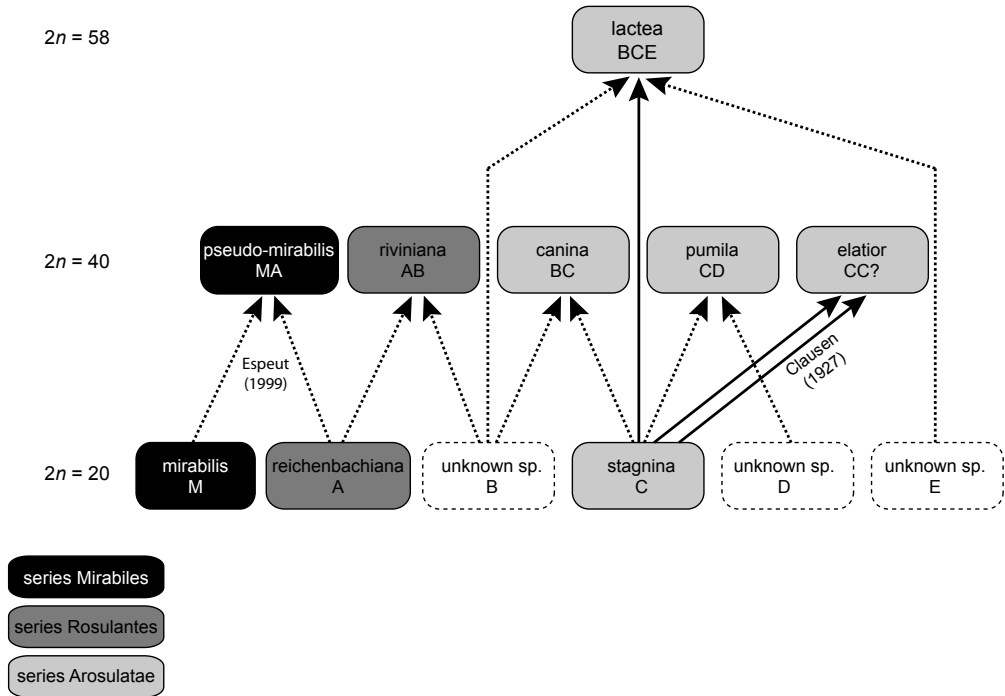 2n = 58
lactea
BCE
2n = 40
pseudo-mirabilis
MA
riviniana
AB
canina
BC
pumila
CD
elatior
CC?
Espeut
(1999)
Clausen
(1927)
2n = 20
mirabilis
M
reichenbachiana
A
unknown sp.
B
stagnina
C
unknown sp.
D
unknown sp.
E
series Mirabiles
series Rosulantes
series Arosulatae